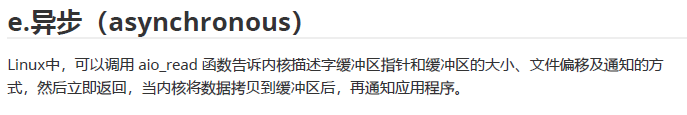 e.异步（asynchronous）
Linux中，可以调用 aio_read 函数告诉内核描述字缓冲区指针和缓冲区的大小、文件偏移及通知的方
式，然后立即返回，当内核将数据拷贝到缓冲区后，再通知应用程序。